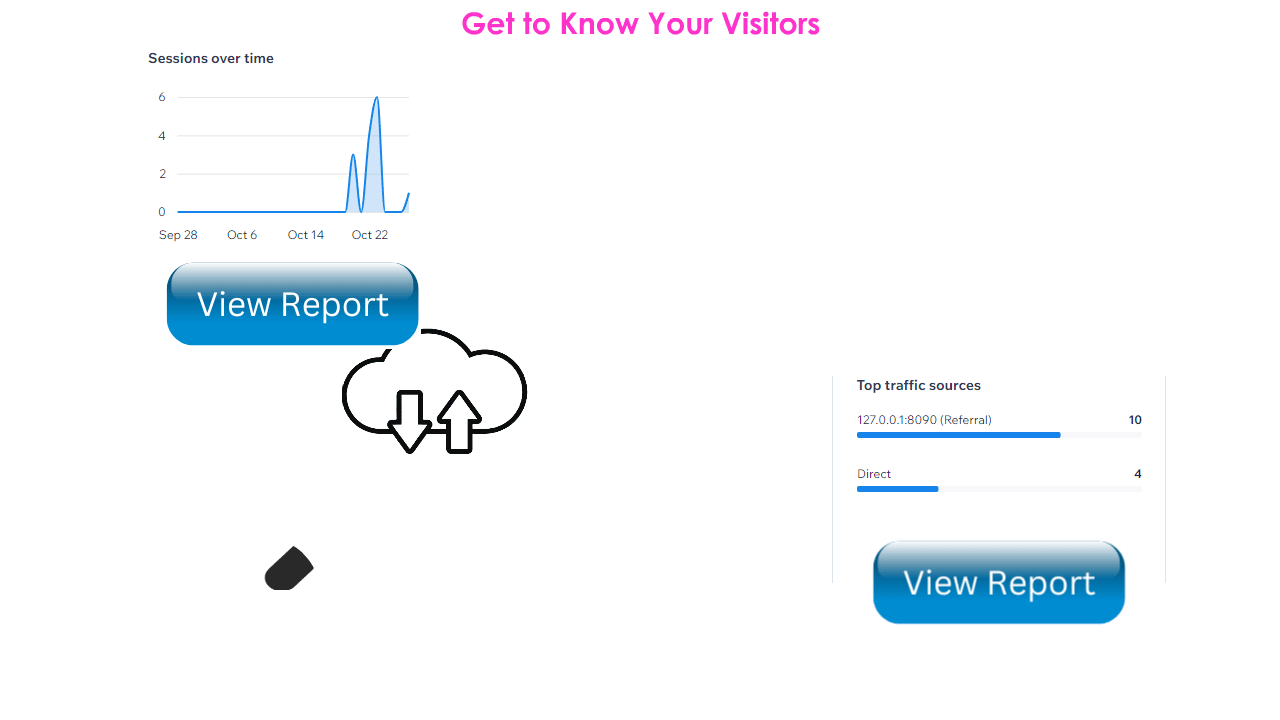 Get to Know Your Visitors
Sessions over time
6
4
2
0
Sep 28 Oct 6 Oct 14 Oct 22
View Report
Top traffic sources
127.0.0.1:8090 (Referral) 10
Direct 4
View Report